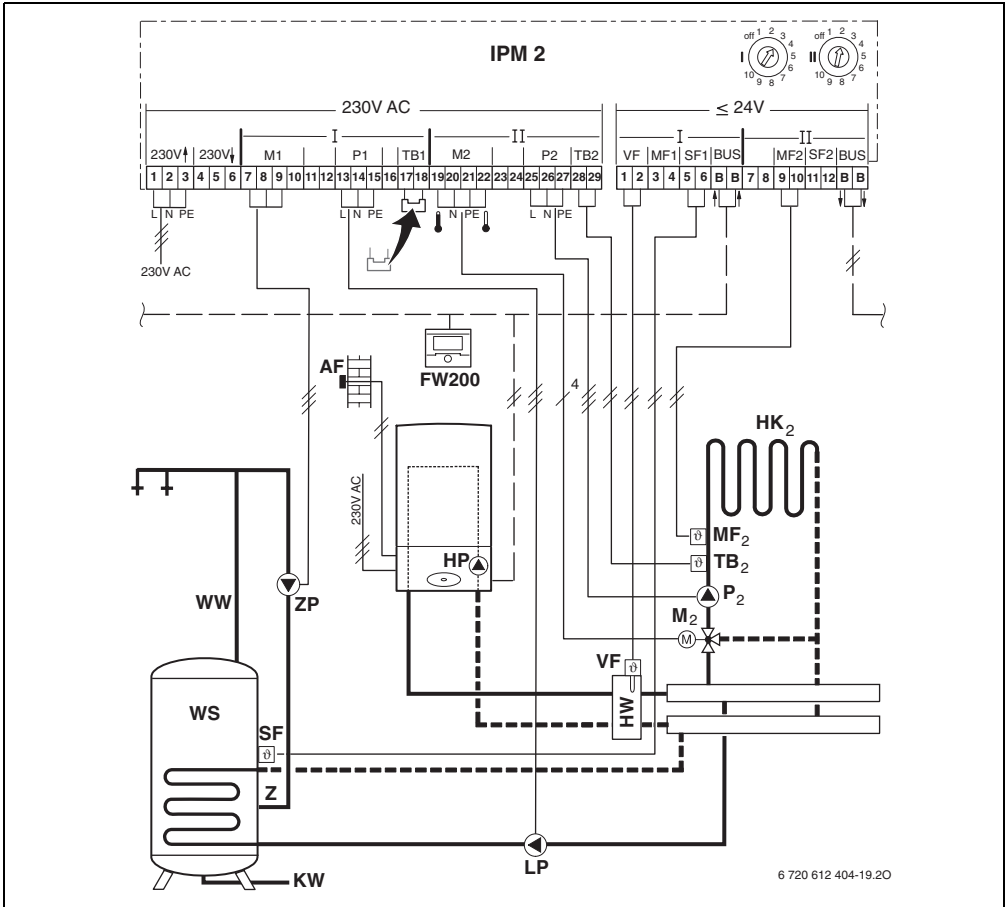 IPM 2
off 1 2 3 4 5 6 7 8 9 10
I
off 1 2 3 4 5 6 7 8 9 10
II
230V AC
≤ 24V
I
II
I
II
230V 230V M1 P1 TB1 M2 P2 TB2 VF MF1 SF1 BUS MF2 SF2 BUS
1 2 3 4 5 6 7 8 9 10 11 12 13 14 15 16 17 18 19 20 21 22 23 24 25 26 27 28 29 1 2 3 4 5 6 B B 7 8 9 10 11 12 B B
L N PE L N PE N PE L N PE
230V AC
AF
FW200
4
HK2
230V AC
MF2
HP
TB2
ZP
P2
WW
M2
M
VF
WS
HW
SF
Z
LP
KW
6 720 612 404-19.2O